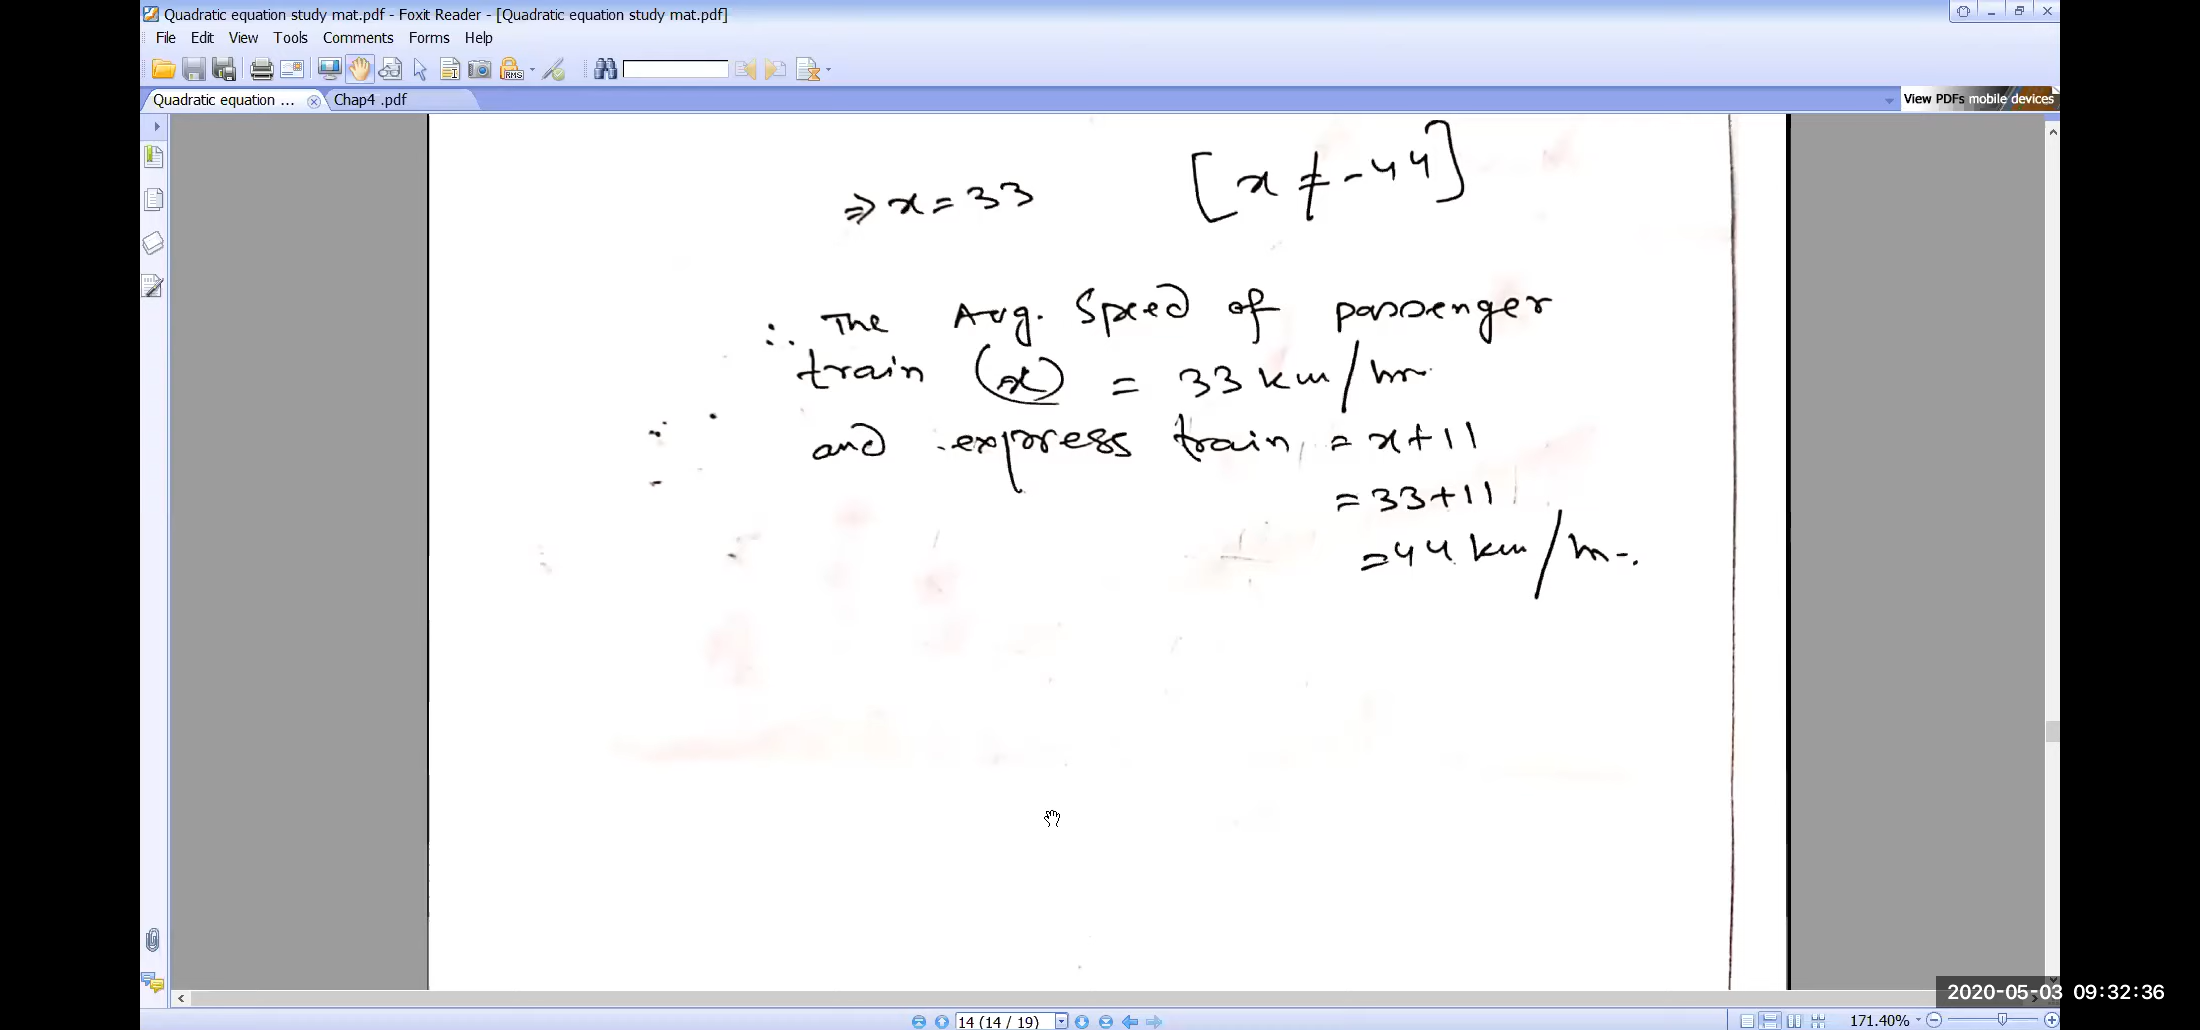 Quadratic equation study mat.pdf - Foxit Reader - [Quadratic equation study mat.pdf]
File Edit View Tools Comments Forms Help
RMS
Quadratic equation ... Chap4 .pdf
View PDFs mobile devices
⇒ x = 33 [x ≠ -44]
∴ The Avg. Speed of passenger
train (x) = 33 km/hr.
and express train = x+11
= 33+11
= 44 km/hr.
2020-05-03 09:32:36
14 (14 / 19) 171.40%